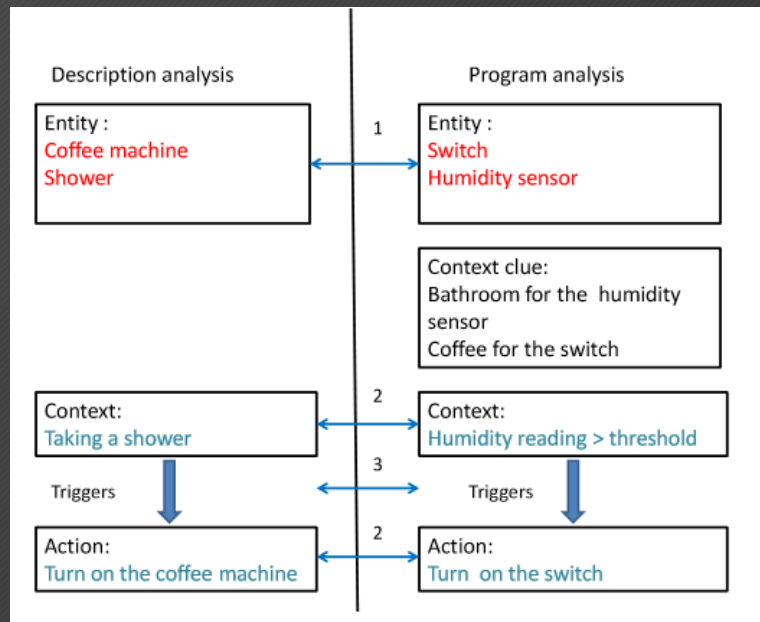 Description analysis
Program analysis
Entity :
Coffee machine
Shower
1
Entity :
Switch
Humidity sensor
Context clue:
Bathroom for the humidity
sensor
Coffee for the switch
Context:
Taking a shower
2
Context:
Humidity reading > threshold
Triggers
3
Triggers
Action:
Turn on the coffee machine
2
Action:
Turn on the switch